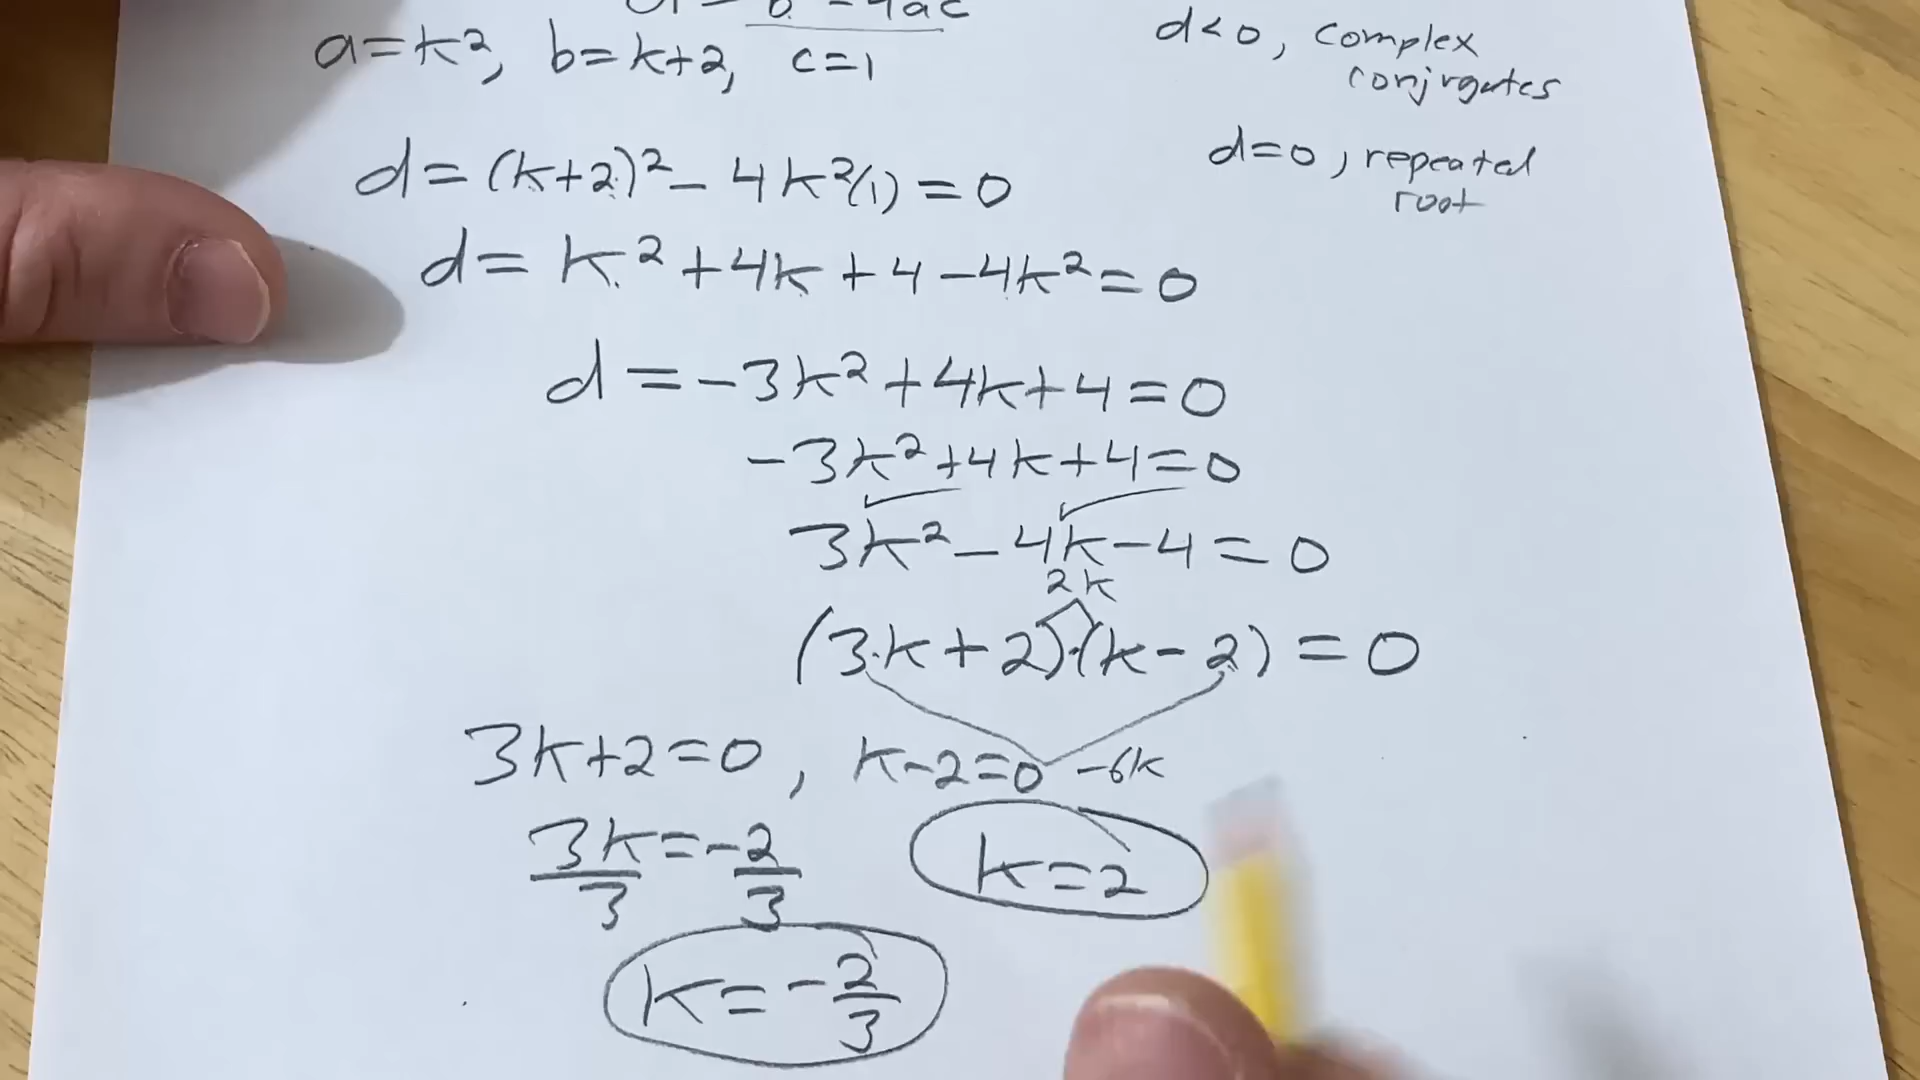 a=k², b=k+2, c=1
d<0, complex
conjugates
d=0, repeated
root
d=(k+2)²-4k²(1)=0
d=k²+4k+4-4k²=0
d=-3k²+4k+4=0
-3k²+4k+4=0
3k²-4k-4=0
2k
(3k+2)·(k-2)=0
3k+2=0, k-2=0 -6k
3k/3=-2/3 k=2
k=-2/3